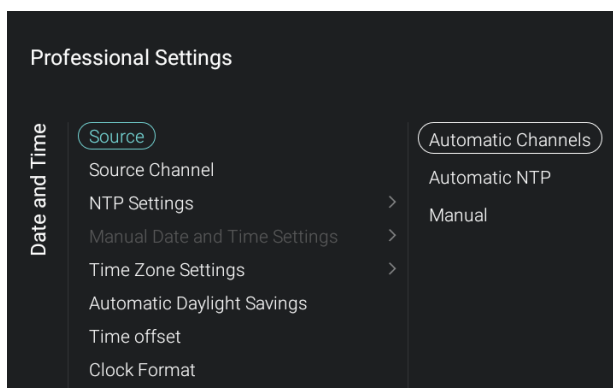 Professional Settings
Date and Time
Source
Source Channel
NTP Settings
Manual Date and Time Settings
Time Zone Settings
Automatic Daylight Savings
Time offset
Clock Format
Automatic Channels
Automatic NTP
Manual